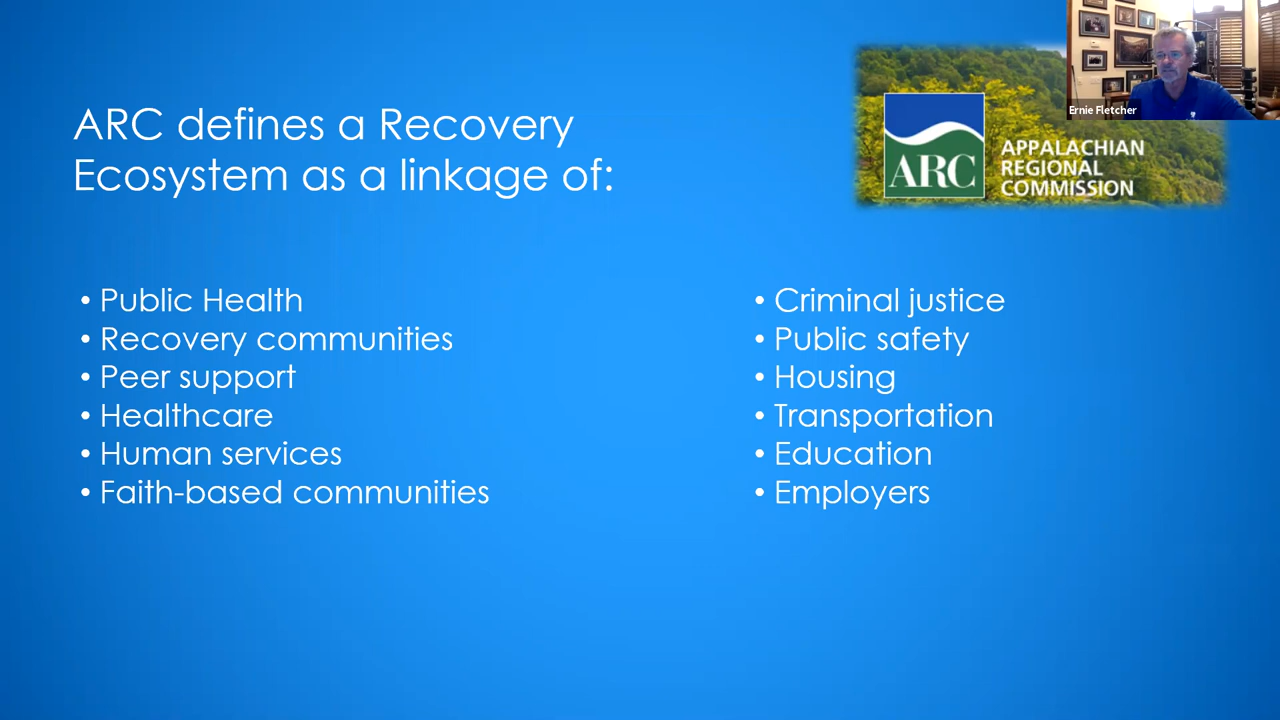 ARC defines a Recovery
Ecosystem as a linkage of:
Ernie Fletcher
ARC
APPALACHIAN
REGIONAL
COMMISSION
• Public Health
• Recovery communities
• Peer support
• Healthcare
• Human services
• Faith-based communities
• Criminal justice
• Public safety
• Housing
• Transportation
• Education
• Employers